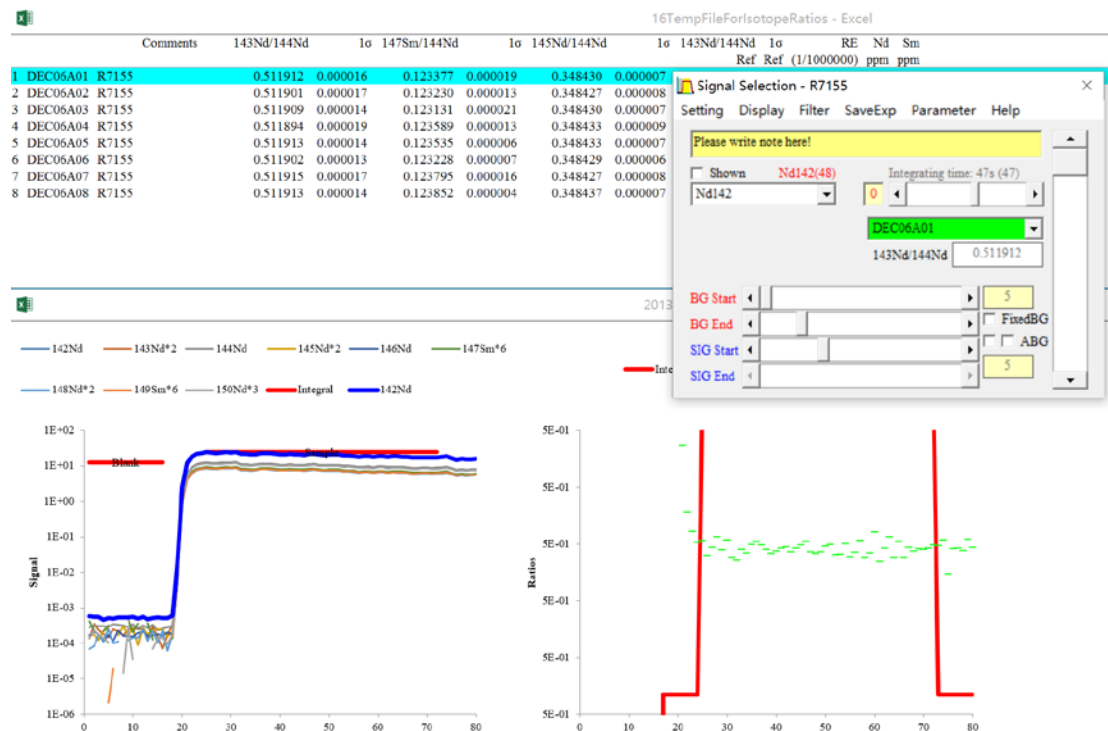 16TempFileForIsotopeRatios - Excel
Comments 143Nd/144Nd 1σ 147Sm/144Nd 1σ 145Nd/144Nd 1σ 143Nd/144Nd 1σ RE Nd Sm
Ref Ref (1/1000000) ppm ppm
1 DEC06A01 R7155 0.511912 0.000016 0.123377 0.000019 0.348430 0.000007
2 DEC06A02 R7155 0.511901 0.000017 0.123230 0.000013 0.348427 0.000008
3 DEC06A03 R7155 0.511909 0.000014 0.123131 0.000021 0.348430 0.000007
4 DEC06A04 R7155 0.511894 0.000019 0.123589 0.000013 0.348433 0.000009
5 DEC06A05 R7155 0.511913 0.000014 0.123535 0.000006 0.348433 0.000007
6 DEC06A06 R7155 0.511902 0.000013 0.123228 0.000007 0.348429 0.000006
7 DEC06A07 R7155 0.511915 0.000017 0.123795 0.000016 0.348427 0.000008
8 DEC06A08 R7155 0.511913 0.000014 0.123852 0.000004 0.348437 0.000007
Signal Selection - R7155
Setting Display Filter SaveExp Parameter Help
Please write note here!
Shown Nd142(48) Integrating time: 47s (47)
Nd142 0
DEC06A01
143Nd/144Nd 0.511912
BG Start 5
BG End FixedBG
SIG Start ABG
SIG End 5
2013
142Nd 143Nd*2 144Nd 145Nd*2 146Nd 147Sm*6
148Nd*2 149Sm*6 150Nd*3 Integral 142Nd
Inte
1E+02
1E+01
1E+00
1E-01
1E-02
1E-03
1E-04
1E-05
1E-06
Signal
Blank
Sample
0 10 20 30 40 50 60 70 80
5E-01
5E-01
5E-01
5E-01
5E-01
5E-01
Ratios
0 10 20 30 40 50 60 70 80